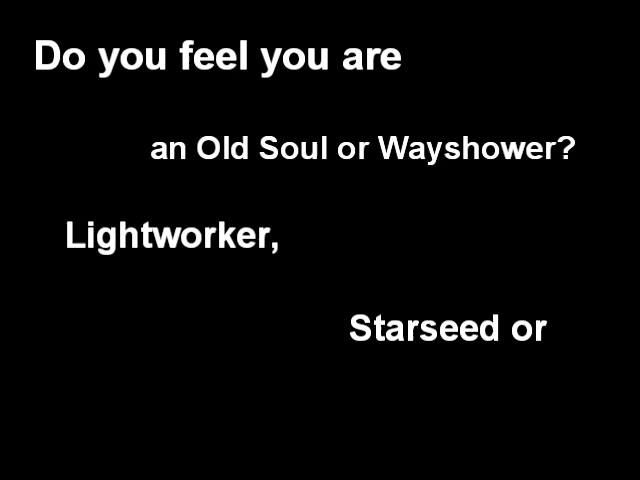 Do you feel you are
an Old Soul or Wayshower?
Lightworker,
Starseed or